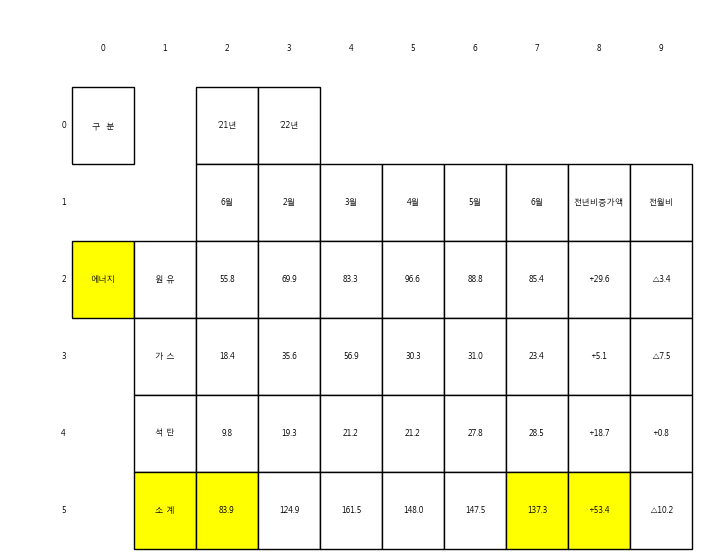 0 1 2 3 4 5 6 7 8 9
0 구 분 '21년 '22년
1 6월 2월 3월 4월 5월 6월 전년비증가액 전월비
2 에너지 원 유 55.8 69.9 83.3 96.6 88.8 85.4 +29.6 △3.4
3 가 스 18.4 35.6 56.9 30.3 31.0 23.4 +5.1 △7.5
4 석 탄 9.8 19.3 21.2 21.2 27.8 28.5 +18.7 +0.8
5 소 계 83.9 124.9 161.5 148.0 147.5 137.3 +53.4 △10.2